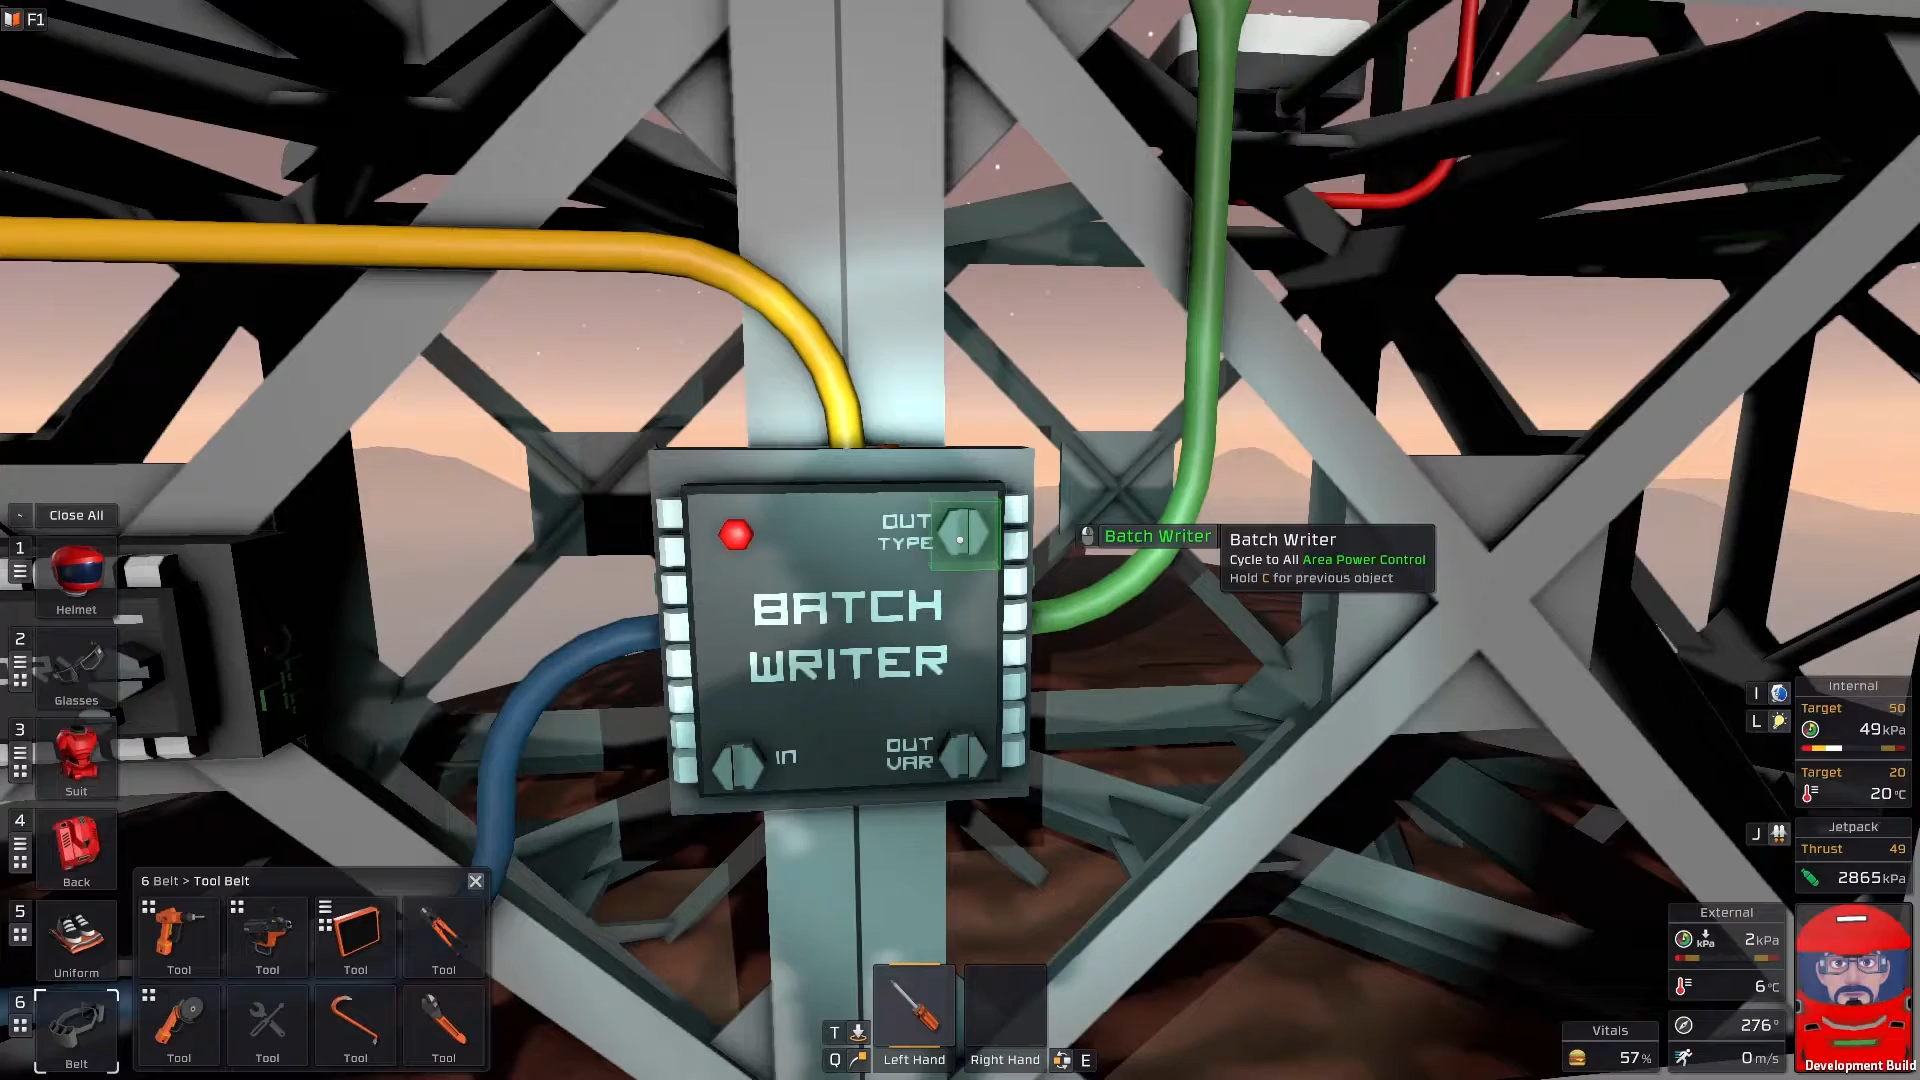 F1
OUT
TYPE
BATCH
WRITER
IN
OUT
VAR
Batch Writer
Batch Writer
Cycle to All Area Power Control
Hold C for previous object
~ Close All
1
Helmet
2
Glasses
3
Suit
4
Back
5
Uniform
6
Belt
6 Belt > Tool Belt
Tool
Tool
Tool
Tool
Tool
Tool
Tool
Tool
T
Q
Left Hand
Right Hand
E
I
L
Internal
Target 50
49kPa
Target 20
20°C
J
Jetpack
Thrust 49
2865kPa
External
kPa
2kPa
6°C
276°
0m/s
Vitals
57%
Development Build